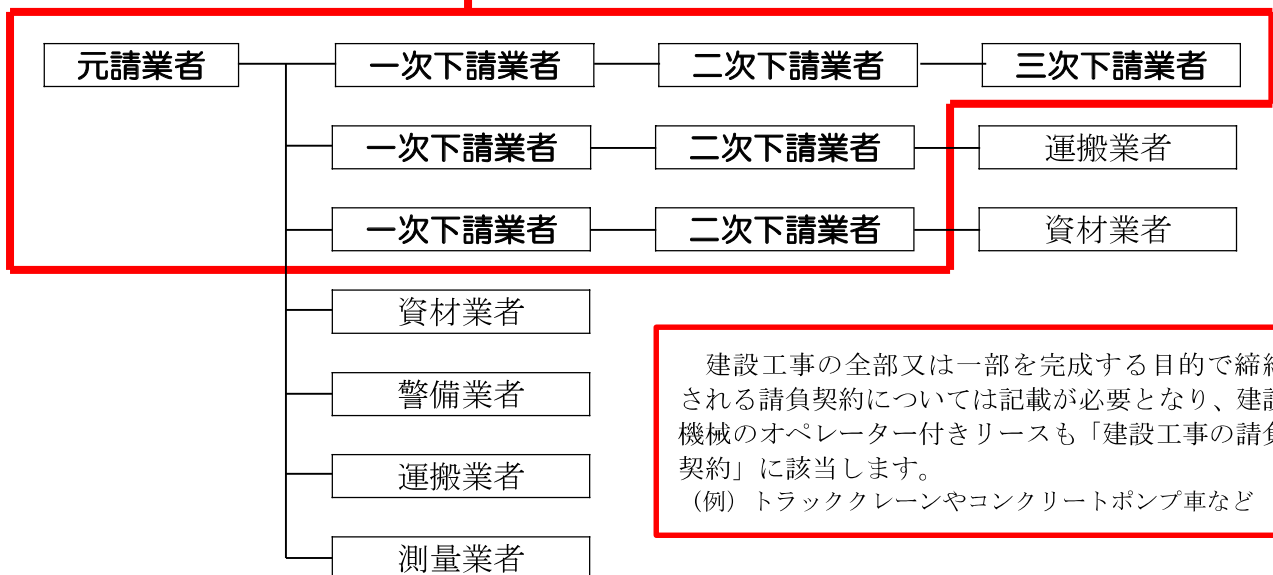 元請業者 一次下請業者 二次下請業者 三次下請業者
一次下請業者 二次下請業者 運搬業者
一次下請業者 二次下請業者 資材業者
資材業者
警備業者
運搬業者
測量業者
建設工事の全部又は一部を完成する目的で締結
される請負契約については記載が必要となり、建設
機械のオペレーター付きリースも「建設工事の請負
契約」に該当します。
（例）トラッククレーンやコンクリートポンプ車など